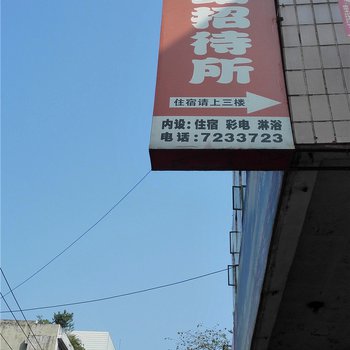 招待所
住宿请上三楼
内设:住宿 彩电 淋浴
电话:7233723